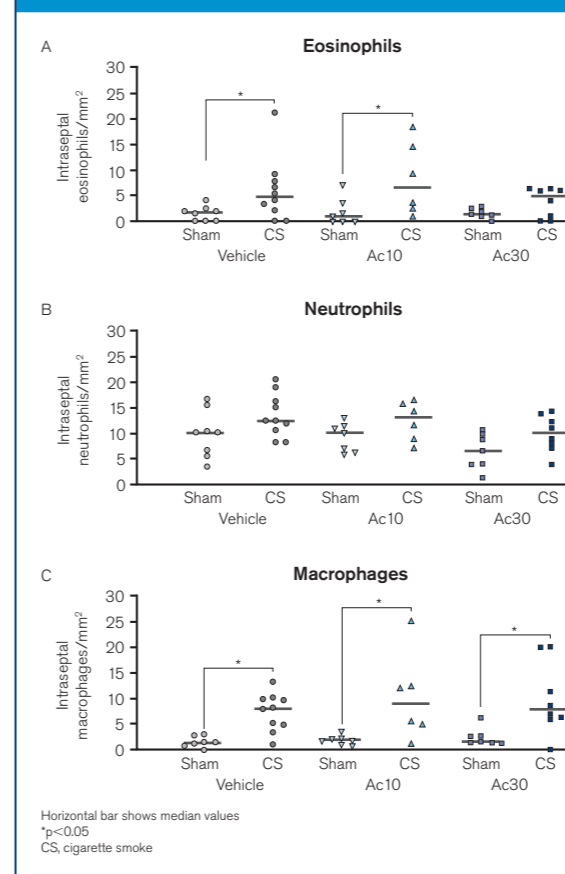 A
Eosinophils
Intraseptal
eosinophils/mm²
30
25
20
15
10
5
0
*
*
Sham
CS
Sham
CS
Sham
CS
Vehicle
Ac10
Ac30
B
Neutrophils
Intraseptal
neutrophils/mm²
30
25
20
15
10
5
0
Sham
CS
Sham
CS
Sham
CS
Vehicle
Ac10
Ac30
C
Macrophages
Intraseptal
macrophages/mm²
30
25
20
15
10
5
0
*
*
*
Sham
CS
Sham
CS
Sham
CS
Vehicle
Ac10
Ac30
Horizontal bar shows median values
*p<0.05
CS, cigarette smoke